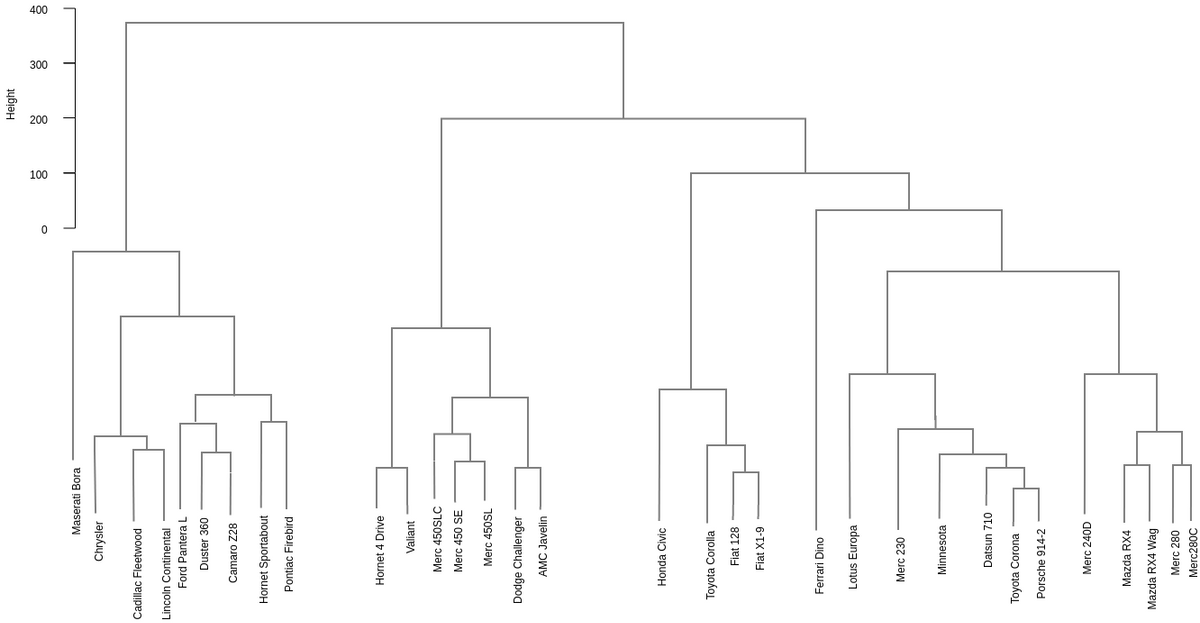 400
300
200
100
0
Height
Maserati Bora
Chrysler
Cadillac Fleetwood
Lincoln Continental
Ford Pantera L
Duster 360
Camaro Z28
Hornet Sportabout
Pontiac Firebird
Hornet 4 Drive
Valiant
Merc 450SLC
Merc 450 SE
Merc 450SL
Dodge Challenger
AMC Javelin
Honda Civic
Toyota Corolla
Fiat 128
Fiat X1-9
Ferrari Dino
Lotus Europa
Merc 230
Minnesota
Datsun 710
Toyota Corona
Porsche 914-2
Merc 240D
Mazda RX4
Mazda RX4 Wag
Merc 280
Merc280C